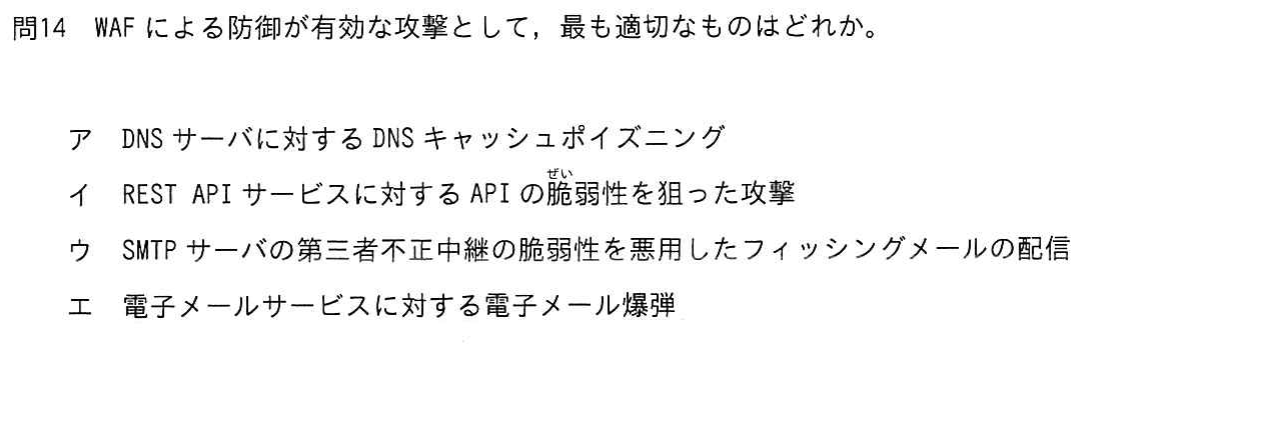 問14　WAF による防御が有効な攻撃として，最も適切なものはどれか。
ア　DNS サーバに対する DNS キャッシュポイズニング
ぜい
イ　REST API サービスに対する API の脆弱性を狙った攻撃
ウ　SMTP サーバの第三者不正中継の脆弱性を悪用したフィッシングメールの配信
エ　電子メールサービスに対する電子メール爆弾